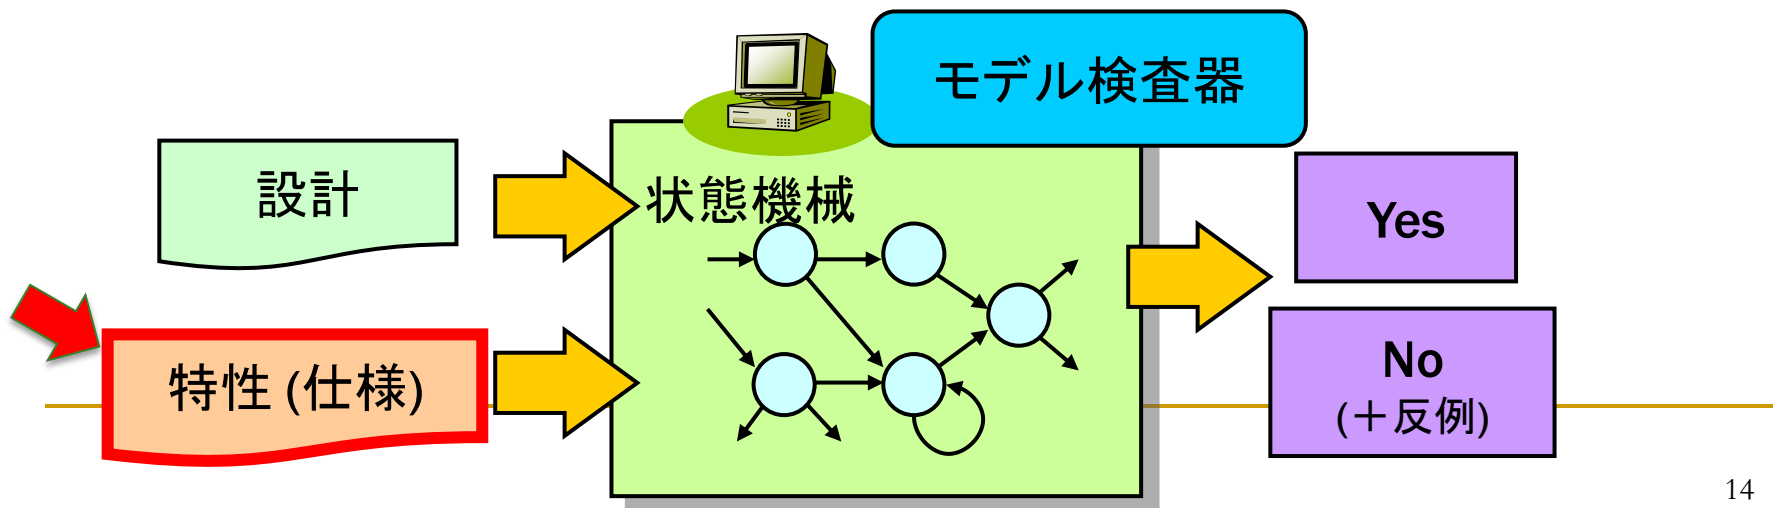 モデル検査器
設計
状態機械
Yes
特性 (仕様)
No
(＋反例)
14